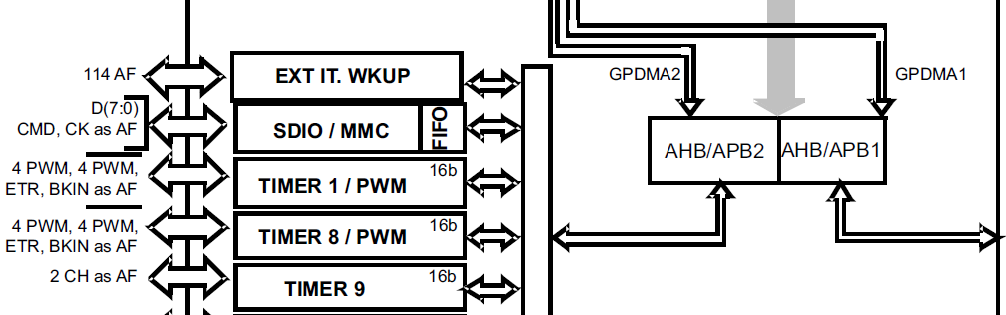 114 AF
EXT IT. WKUP
GPDMA2
GPDMA1
D(7:0)
CMD, CK as AF
SDIO / MMC
FIFO
AHB/APB2
AHB/APB1
4 PWM, 4 PWM,
ETR, BKIN as AF
TIMER 1 / PWM
16b
4 PWM, 4 PWM,
ETR, BKIN as AF
TIMER 8 / PWM
16b
2 CH as AF
TIMER 9
16b